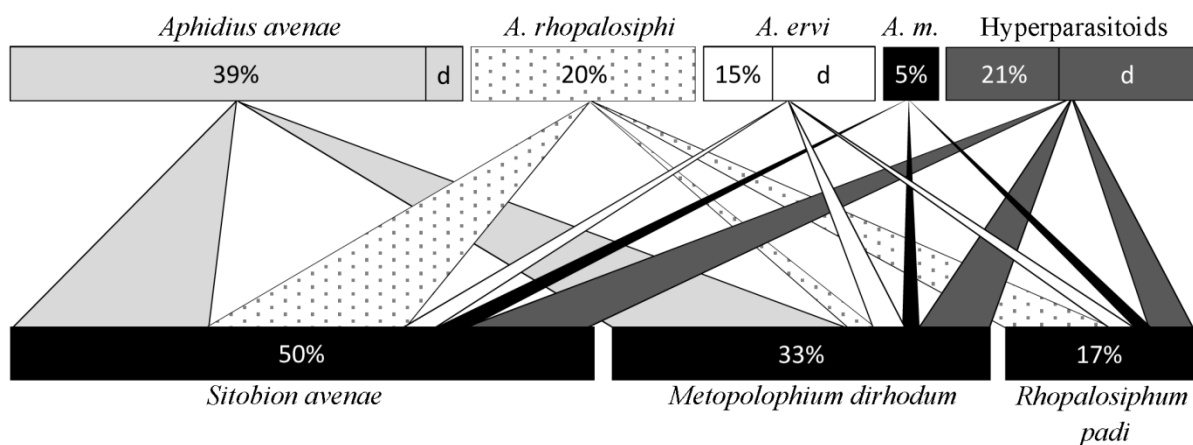 Aphidius avenae A. rhopalosiphi A. ervi A. m. Hyperparasitoids
39% d 20% 15% d 5% 21% d
50% 33% 17%
Sitobion avenae Metopolophium dirhodum Rhopalosiphum
padi